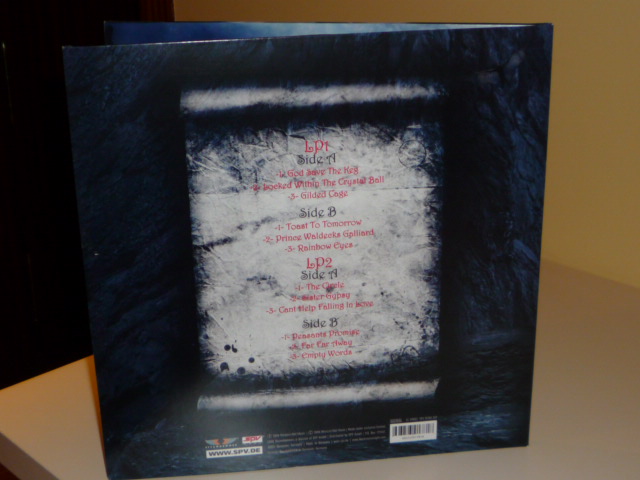 LP1
Side A
-1- God Save The Keg
-2- Locked Within The Crystal Ball
-3- Gilded Cage
Side B
-1- Toast To Tomorrow
-2- Prince Waldecks Galliard
-3- Rainbow Eyes
LP2
Side A
-1- The Circle
-2- Sister Gypsy
-3- Cant Help Falling in Love
Side B
-1- Peasants Promise
-2- Far Far Away
-3- Empty Words
SPV
WWW.SPV.DE